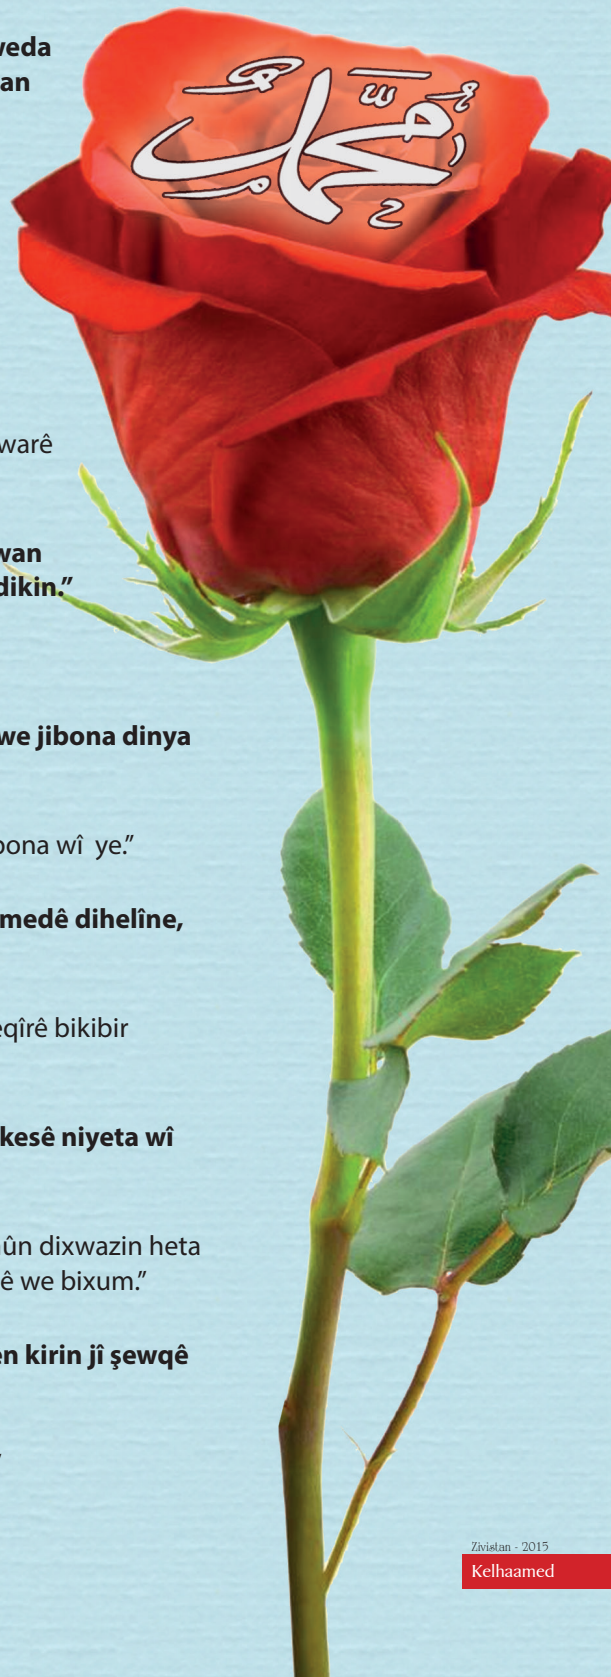 محمد
veda
an
warê
wan
dikin.”
we jibona dinya
bona wî ye.”
medê dihelîne,
eqîrê bikibir
kesê niyeta wî
ûn dixwazin heta
ê we bixum.”
en kirin jî şewqê
Zivistan - 2015
Kelhaamed